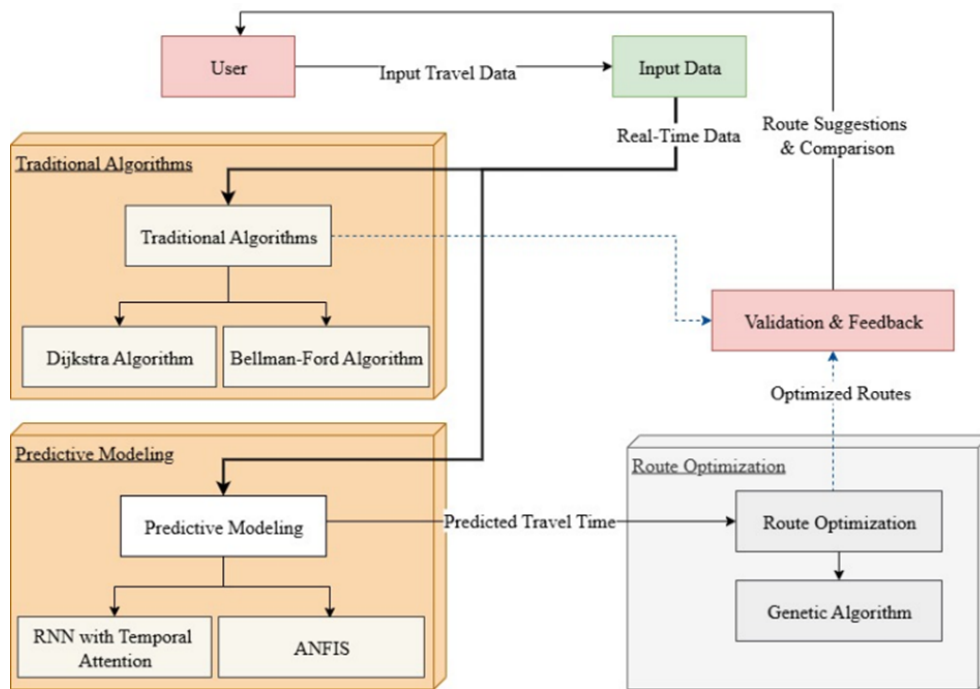 User
Input Travel Data
Input Data
Real-Time Data
Route Suggestions
& Comparison
Traditional Algorithms
Traditional Algorithms
Dijkstra Algorithm
Bellman-Ford Algorithm
Validation & Feedback
Optimized Routes
Predictive Modeling
Predictive Modeling
Predicted Travel Time
RNN with Temporal
Attention
ANFIS
Route Optimization
Route Optimization
Genetic Algorithm